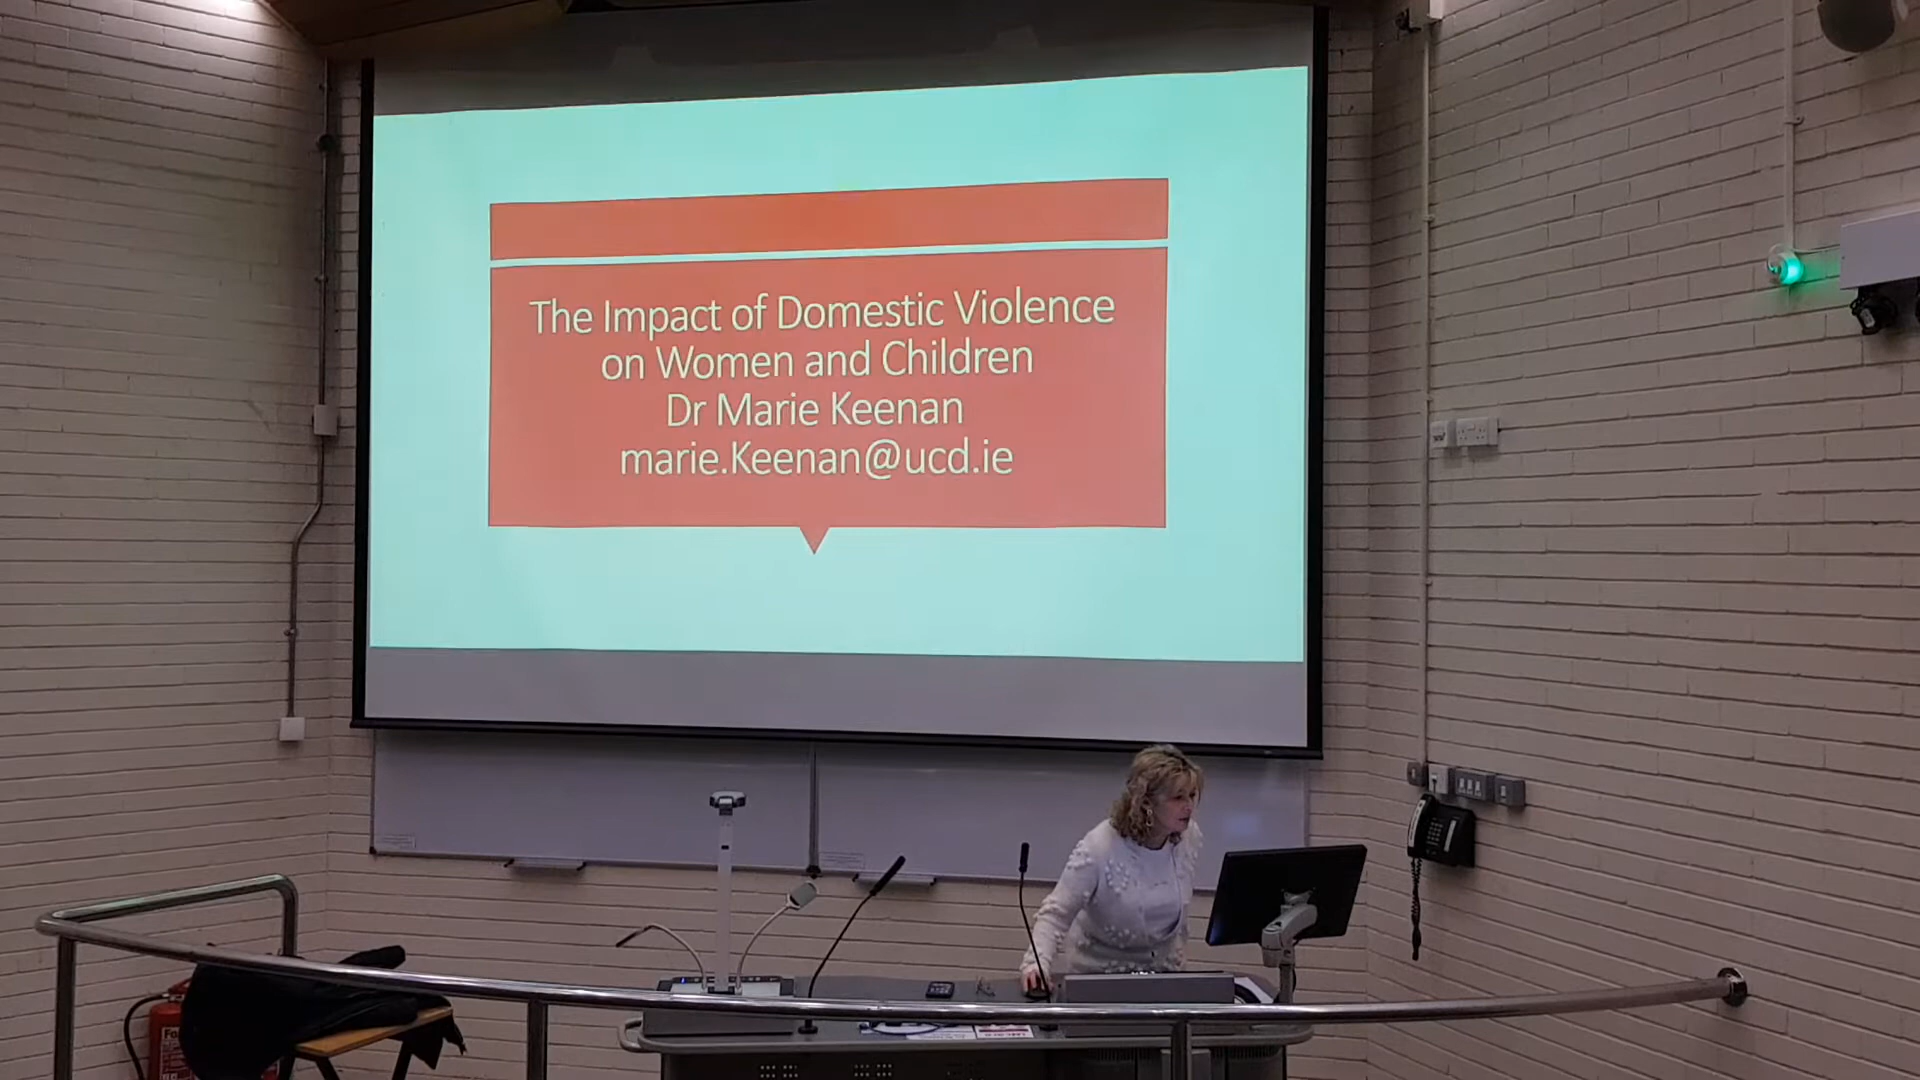 The Impact of Domestic Violence
on Women and Children
Dr Marie Keenan
marie.Keenan@ucd.ie